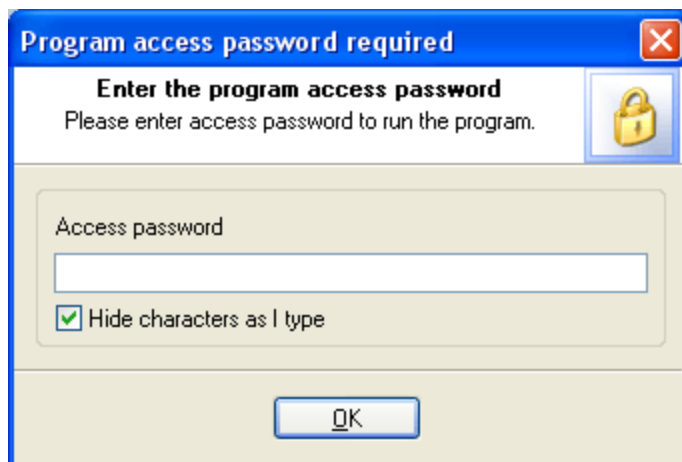 Program access password required
Enter the program access password
Please enter access password to run the program.
Access password
Hide characters as I type
OK